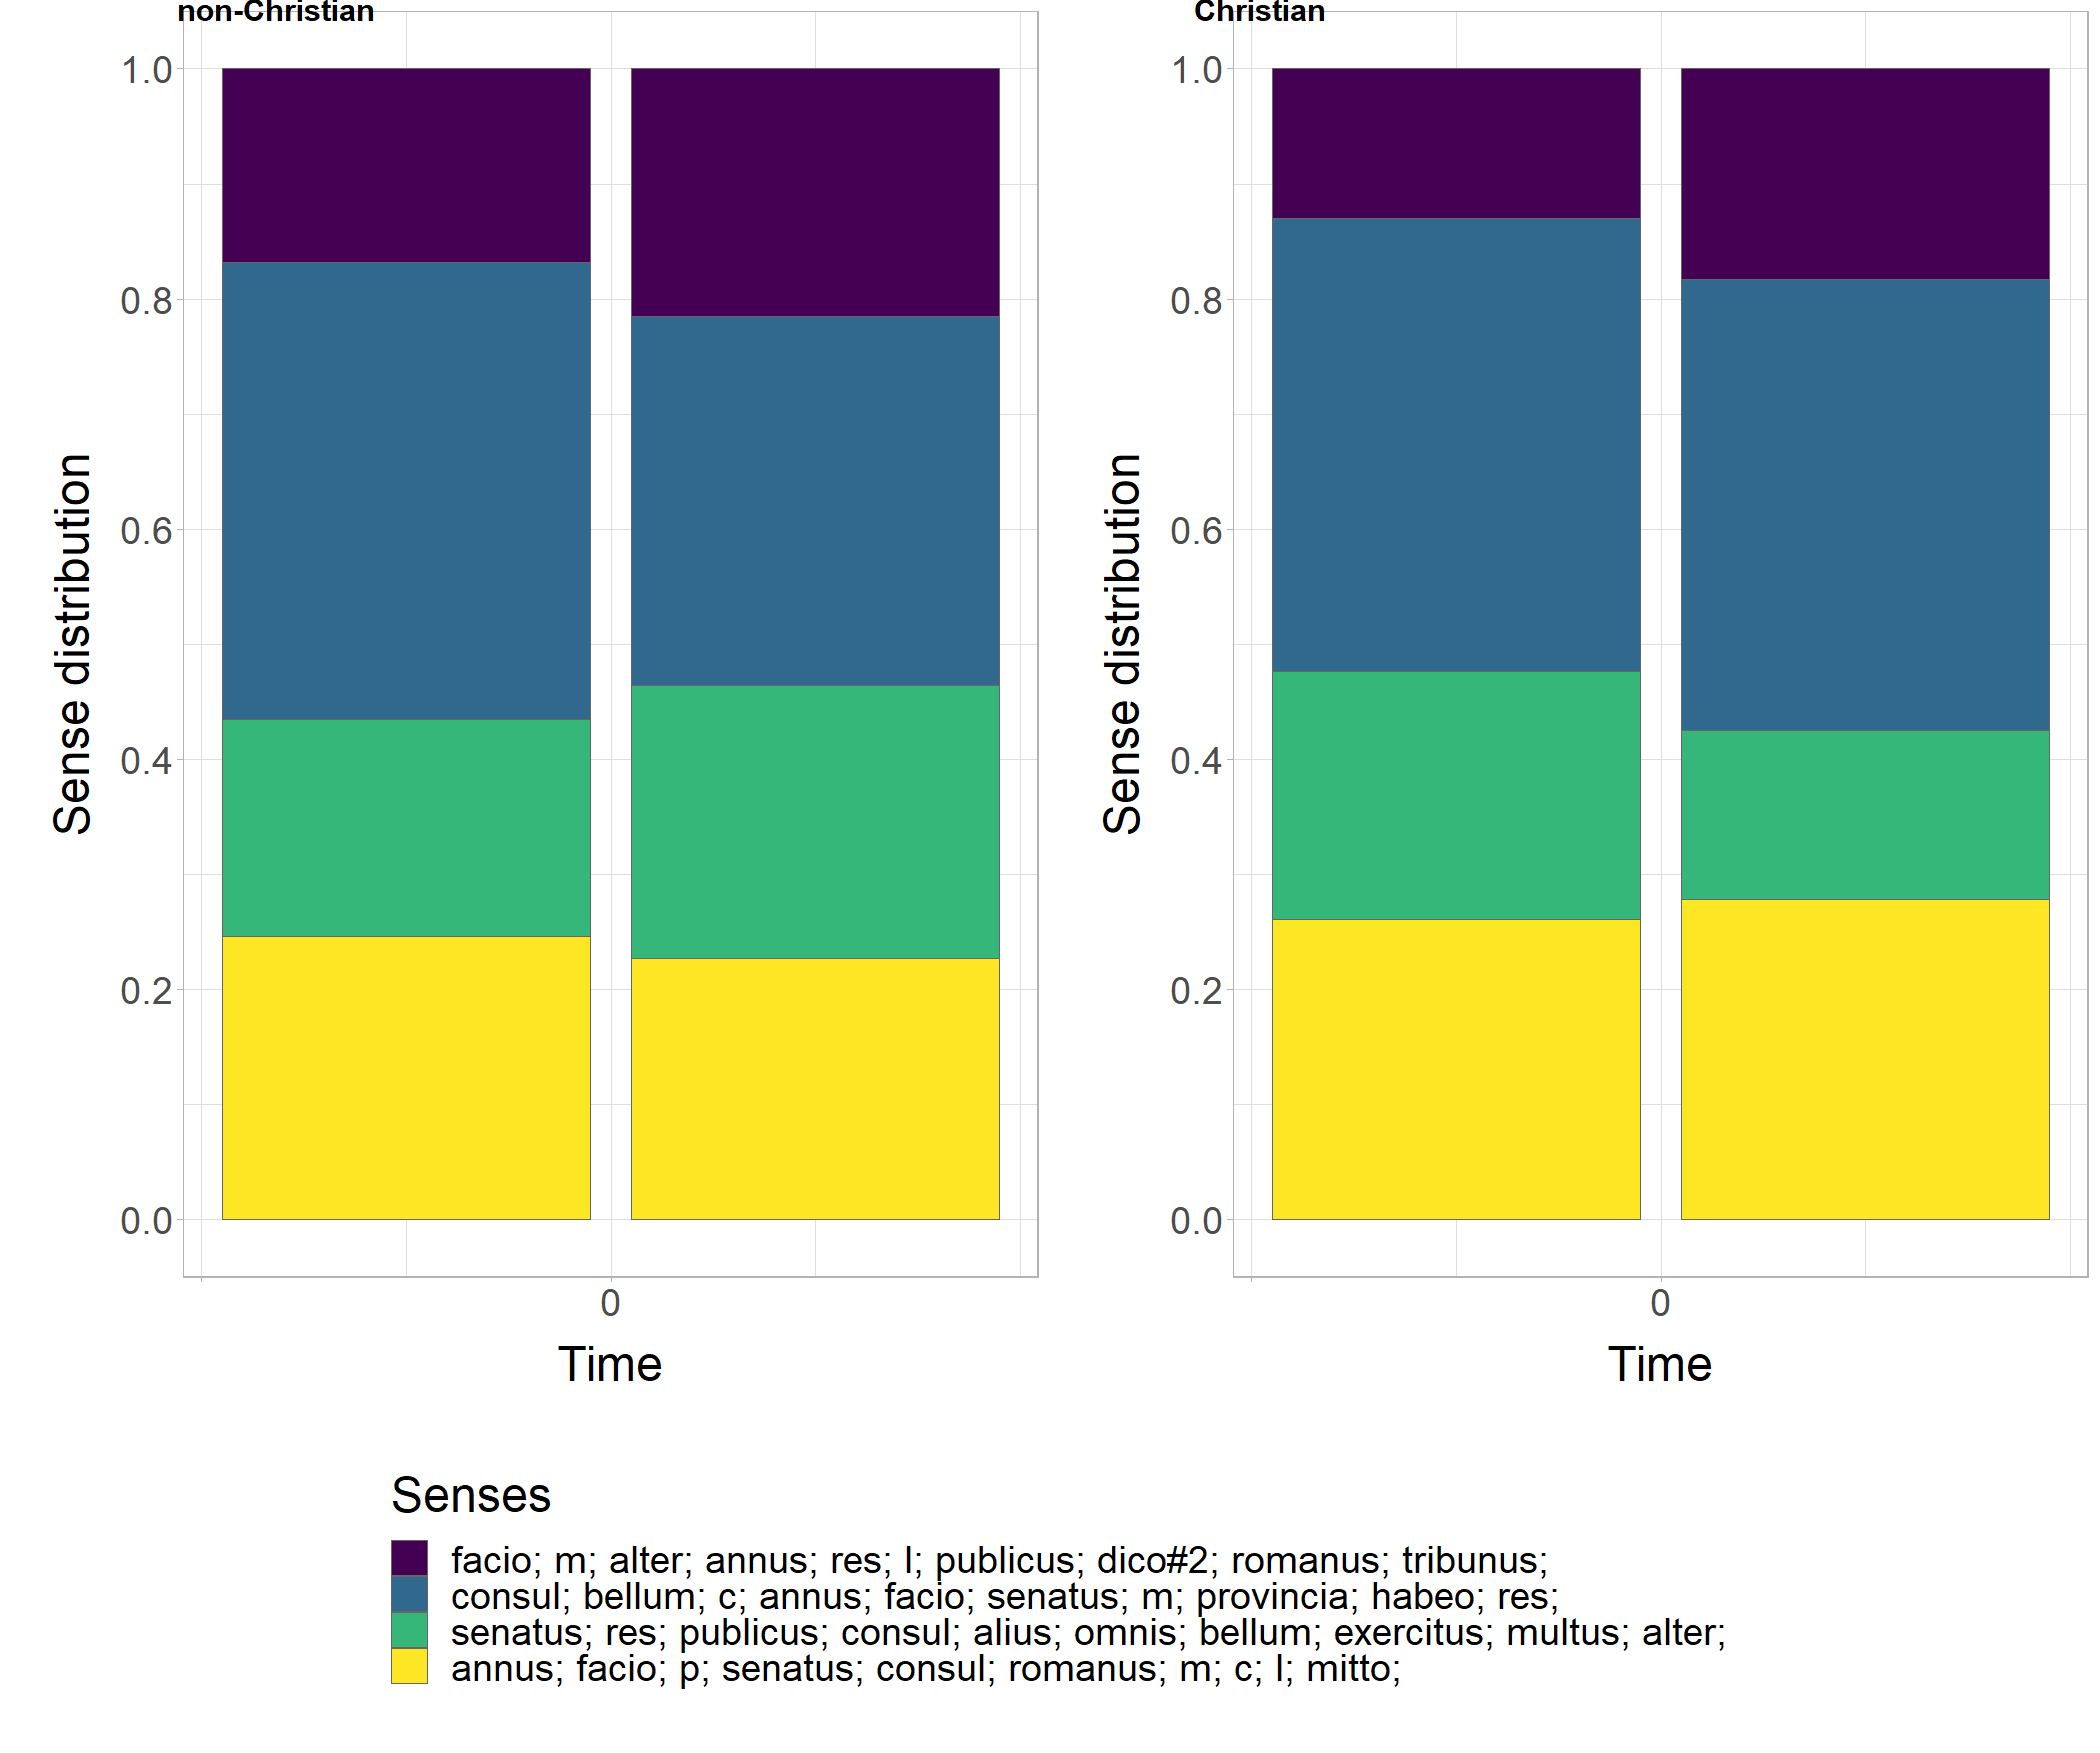 non-Christian
1.0
0.8
0.6
0.4
0.2
0.0
Sense distribution
0
Time
Christian
1.0
0.8
0.6
0.4
0.2
0.0
Sense distribution
0
Time
Senses
facio; m; alter; annus; res; l; publicus; dico#2; romanus; tribunus;
consul; bellum; c; annus; facio; senatus; m; provincia; habeo; res;
senatus; res; publicus; consul; alius; omnis; bellum; exercitus; multus; alter;
annus; facio; p; senatus; consul; romanus; m; c; l; mitto;